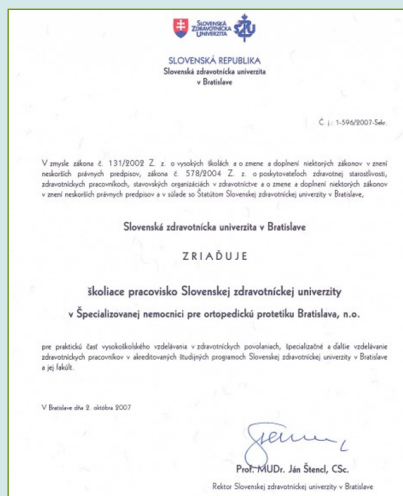 SLOVENSKÁ
ZDRAVOTNÍCKA
UNIVERZITA
SZU
SLOVENSKÁ REPUBLIKA
Slovenská zdravotnícka univerzita
v Bratislave
Č. j.: 1-596/2007-Sekr.
V zmysle zákona č. 131/2002 Z. z. o vysokých školách a o zmene a doplnení niektorých zákonov v znení
neskorších právnych predpisov, zákona č. 578/2004 Z. z. o poskytovateľoch zdravotnej starostlivosti,
zdravotníckych pracovníkoch, stavovských organizáciách v zdravotníctve a o zmene a doplnení niektorých zákonov
v znení neskorších právnych predpisov a v súlade so Štatútom Slovenskej zdravotníckej univerzity v Bratislave,
Slovenská zdravotnícka univerzita v Bratislave
ZRIAĎUJE
školiace pracovisko Slovenskej zdravotníckej univerzity
v Špecializovanej nemocnici pre ortopedickú protetiku Bratislava, n.o.
pre praktickú časť vysokoškolského vzdelávania v zdravotníckych povolaniach, špecializačné a ďalšie vzdelávanie
zdravotníckych pracovníkov v akreditovaných študijných programoch Slovenskej zdravotníckej univerzity v Bratislave
a jej fakúlt.
V Bratislave dňa 2. októbra 2007
Prof. MUDr. Ján Štencl, CSc.
Rektor Slovenskej zdravotníckej univerzity v Bratislave